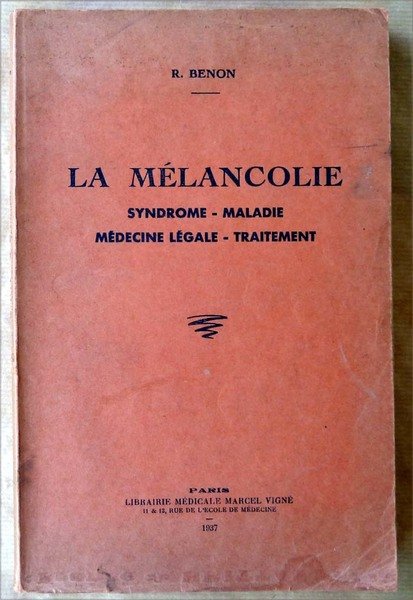 R. BENON
LA MÉLANCOLIE
SYNDROME - MALADIE
MÉDECINE LÉGALE - TRAITEMENT
PARIS
LIBRAIRIE MÉDICALE MARCEL VIGNÉ
11 & 13, RUE DE L'ECOLE DE MÉDECINE
1937